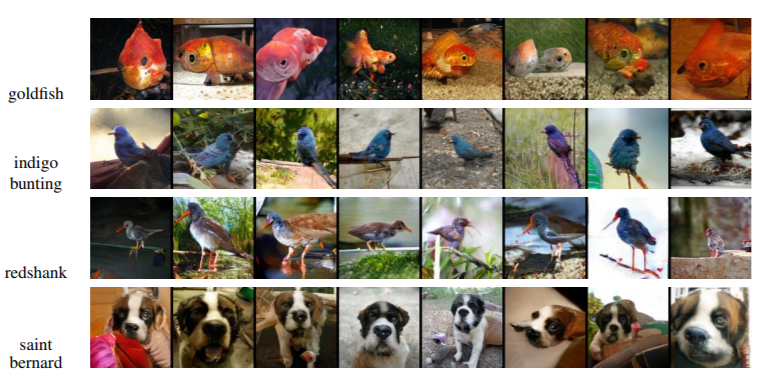 goldfish
indigo
bunting
redshank
saint
bernard